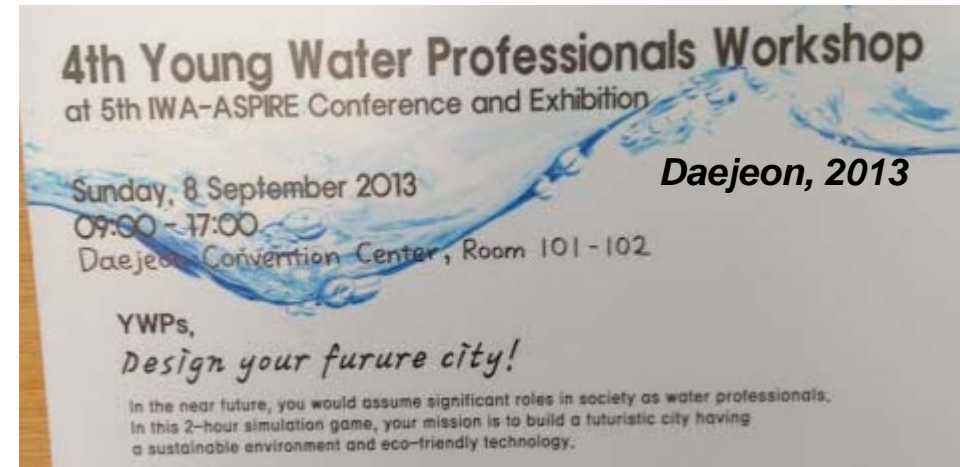 4th Young Water Professionals Workshop
at 5th IWA-ASPIRE Conference and Exhibition
Daejeon, 2013
Sunday, 8 September 2013
09:00 - 17:00
Daejeon Convention Center, Room 101-102
YWPs,
Design your furure city!
In the near future, you would assume significant roles in society as water professionals.
In this 2-hour simulation game, your mission is to build a futuristic city having
a sustainable environment and eco-friendly technology.